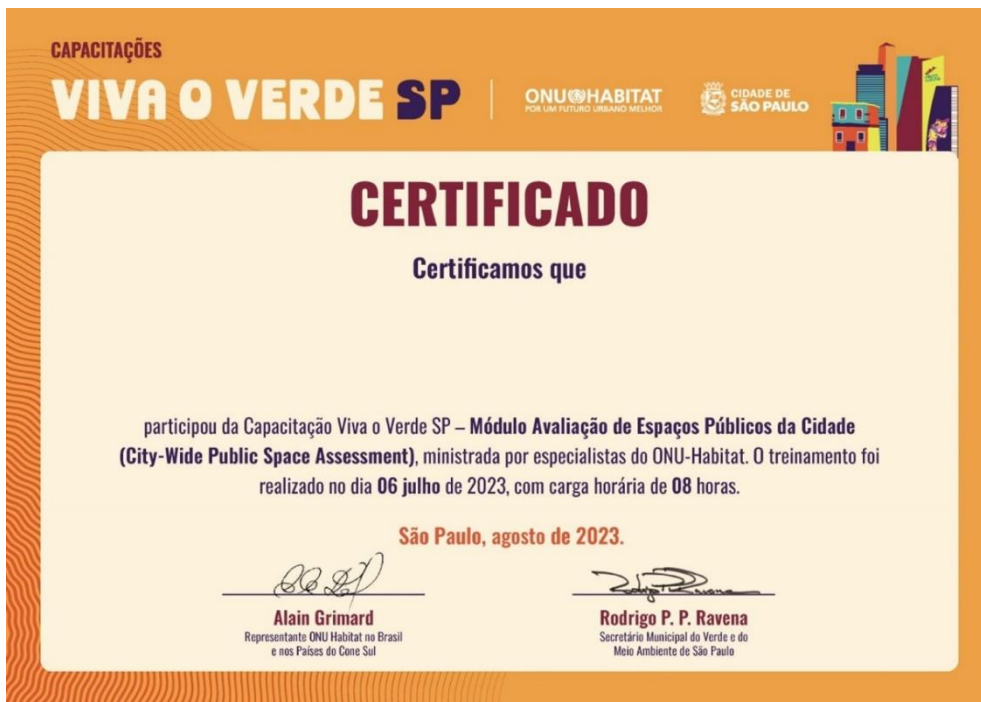 CAPACITAÇÕES
VIVA O VERDE SP
ONU HABITAT
POR UM FUTURO URBANO MELHOR
CIDADE DE
SÃO PAULO
CERTIFICADO
Certificamos que
participou da Capacitação Viva o Verde SP – Módulo Avaliação de Espaços Públicos da Cidade
(City-Wide Public Space Assessment), ministrada por especialistas do ONU-Habitat. O treinamento foi
realizado no dia 06 julho de 2023, com carga horária de 08 horas.
São Paulo, agosto de 2023.
Alain Grimard
Representante ONU Habitat no Brasil
e nos Países do Cone Sul
Rodrigo P. P. Ravena
Secretário Municipal do Verde e do
Meio Ambiente de São Paulo